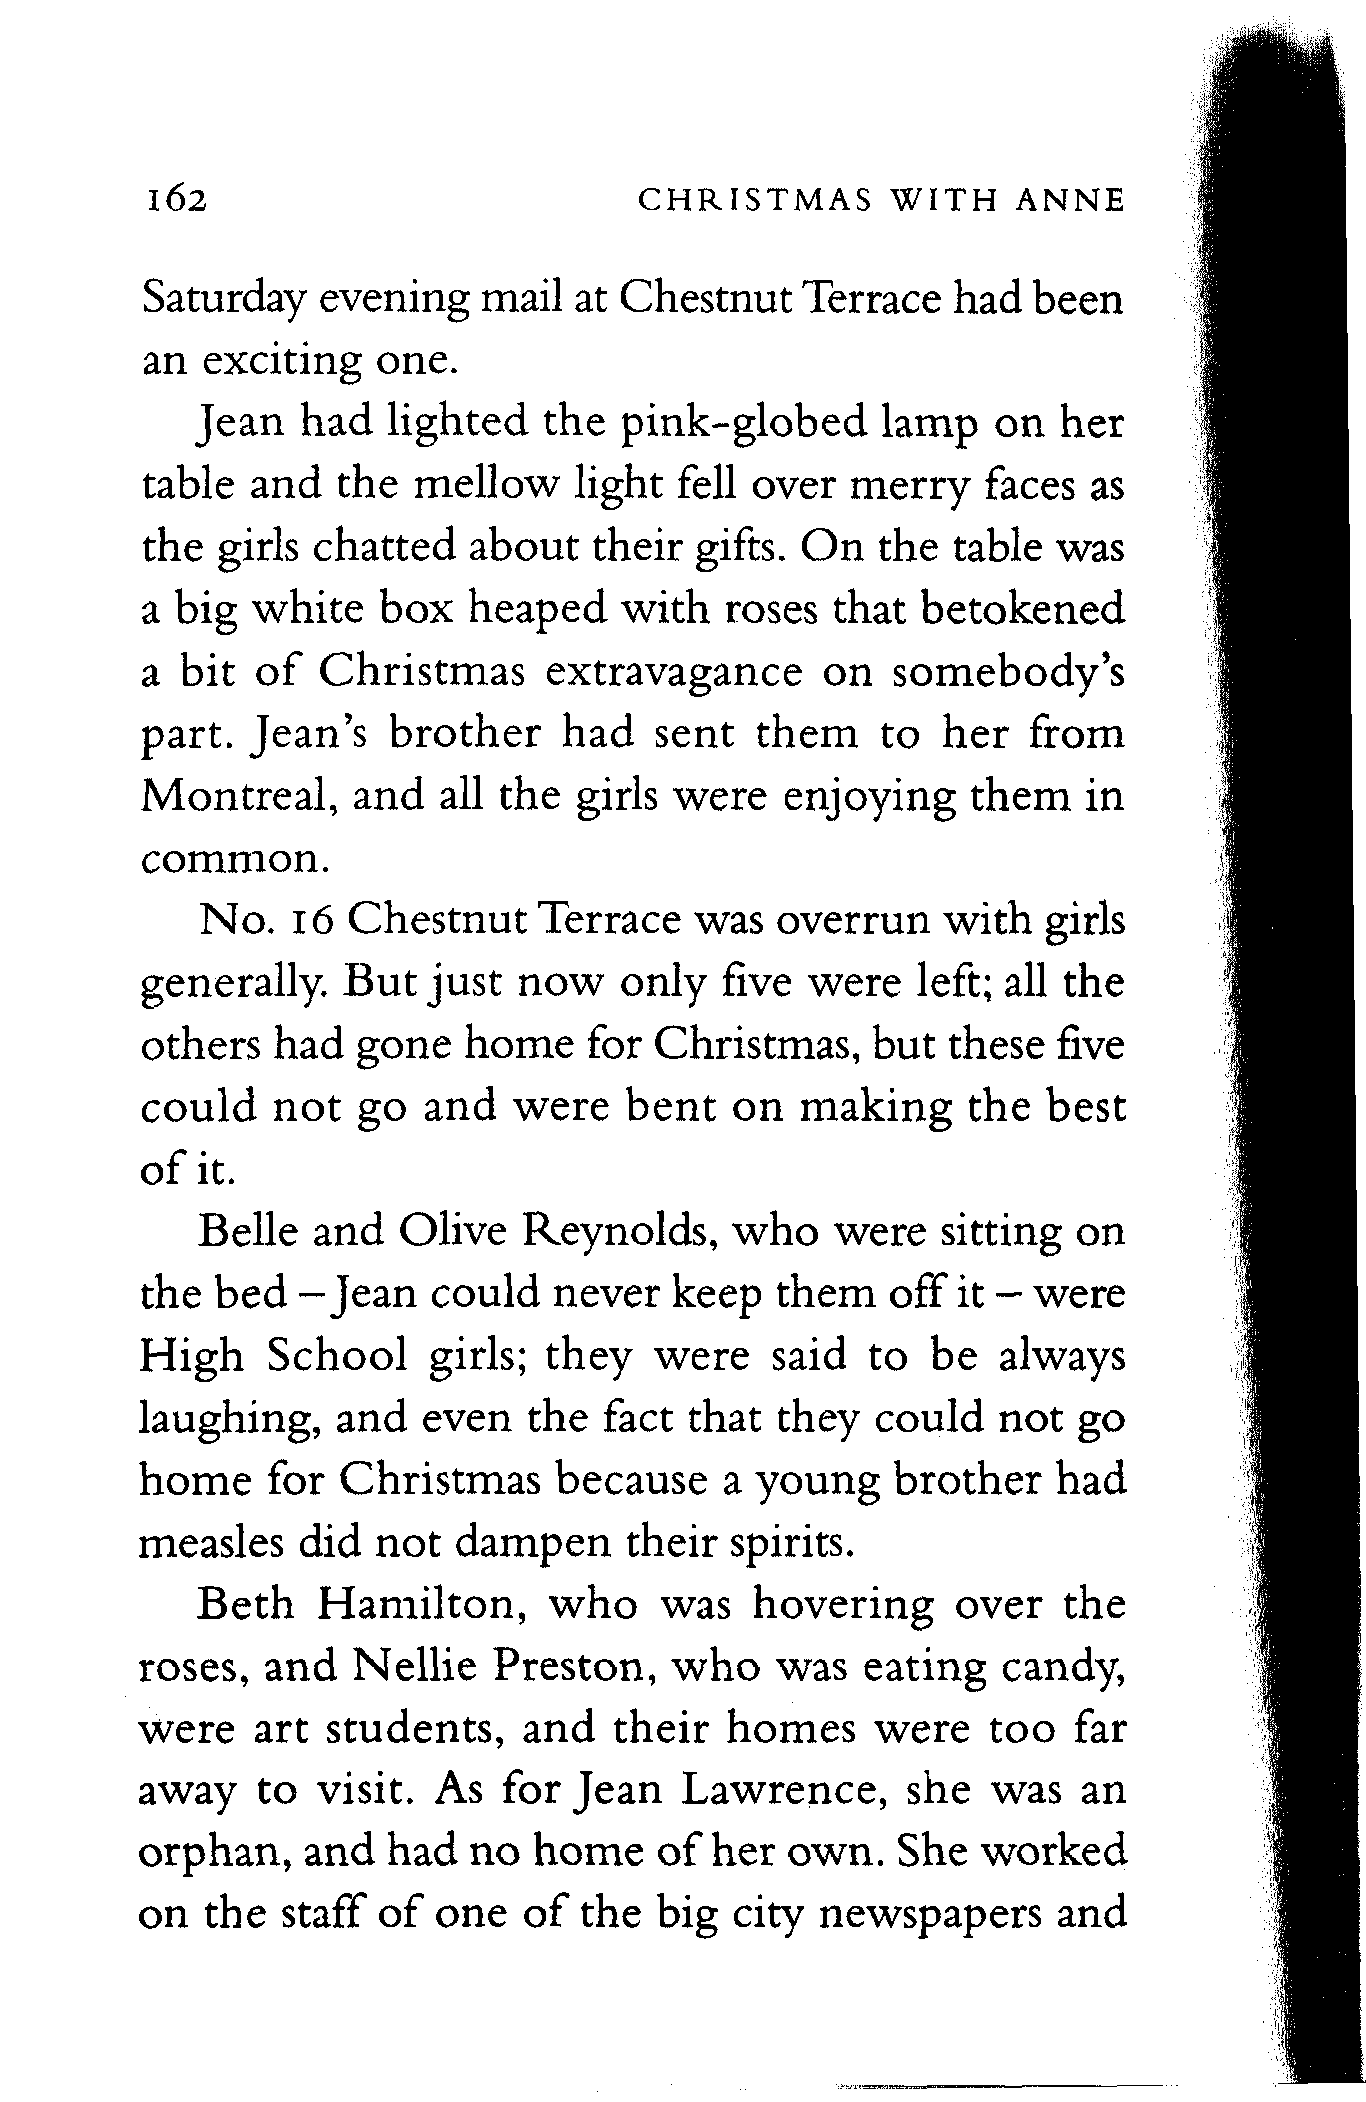 162 CHRISTMAS WITH ANNE
Saturday evening mail at Chestnut Terrace had been
an exciting one.
Jean had lighted the pink-globed lamp on her
table and the mellow light fell over merry faces as
the girls chatted about their gifts. On the table was
a big white box heaped with roses that betokened
a bit of Christmas extravagance on somebody's
part. Jean's brother had sent them to her from
Montreal, and all the girls were enjoying them in
common.
No. 16 Chestnut Terrace was overrun with girls
generally. But just now only five were left; all the
others had gone home for Christmas, but these five
could not go and were bent on making the best
of it.
Belle and Olive Reynolds, who were sitting on
the bed – Jean could never keep them off it – were
High School girls; they were said to be always
laughing, and even the fact that they could not go
home for Christmas because a young brother had
measles did not dampen their spirits.
Beth Hamilton, who was hovering over the
roses, and Nellie Preston, who was eating candy,
were art students, and their homes were too far
away to visit. As for Jean Lawrence, she was an
orphan, and had no home of her own. She worked
on the staff of one of the big city newspapers and